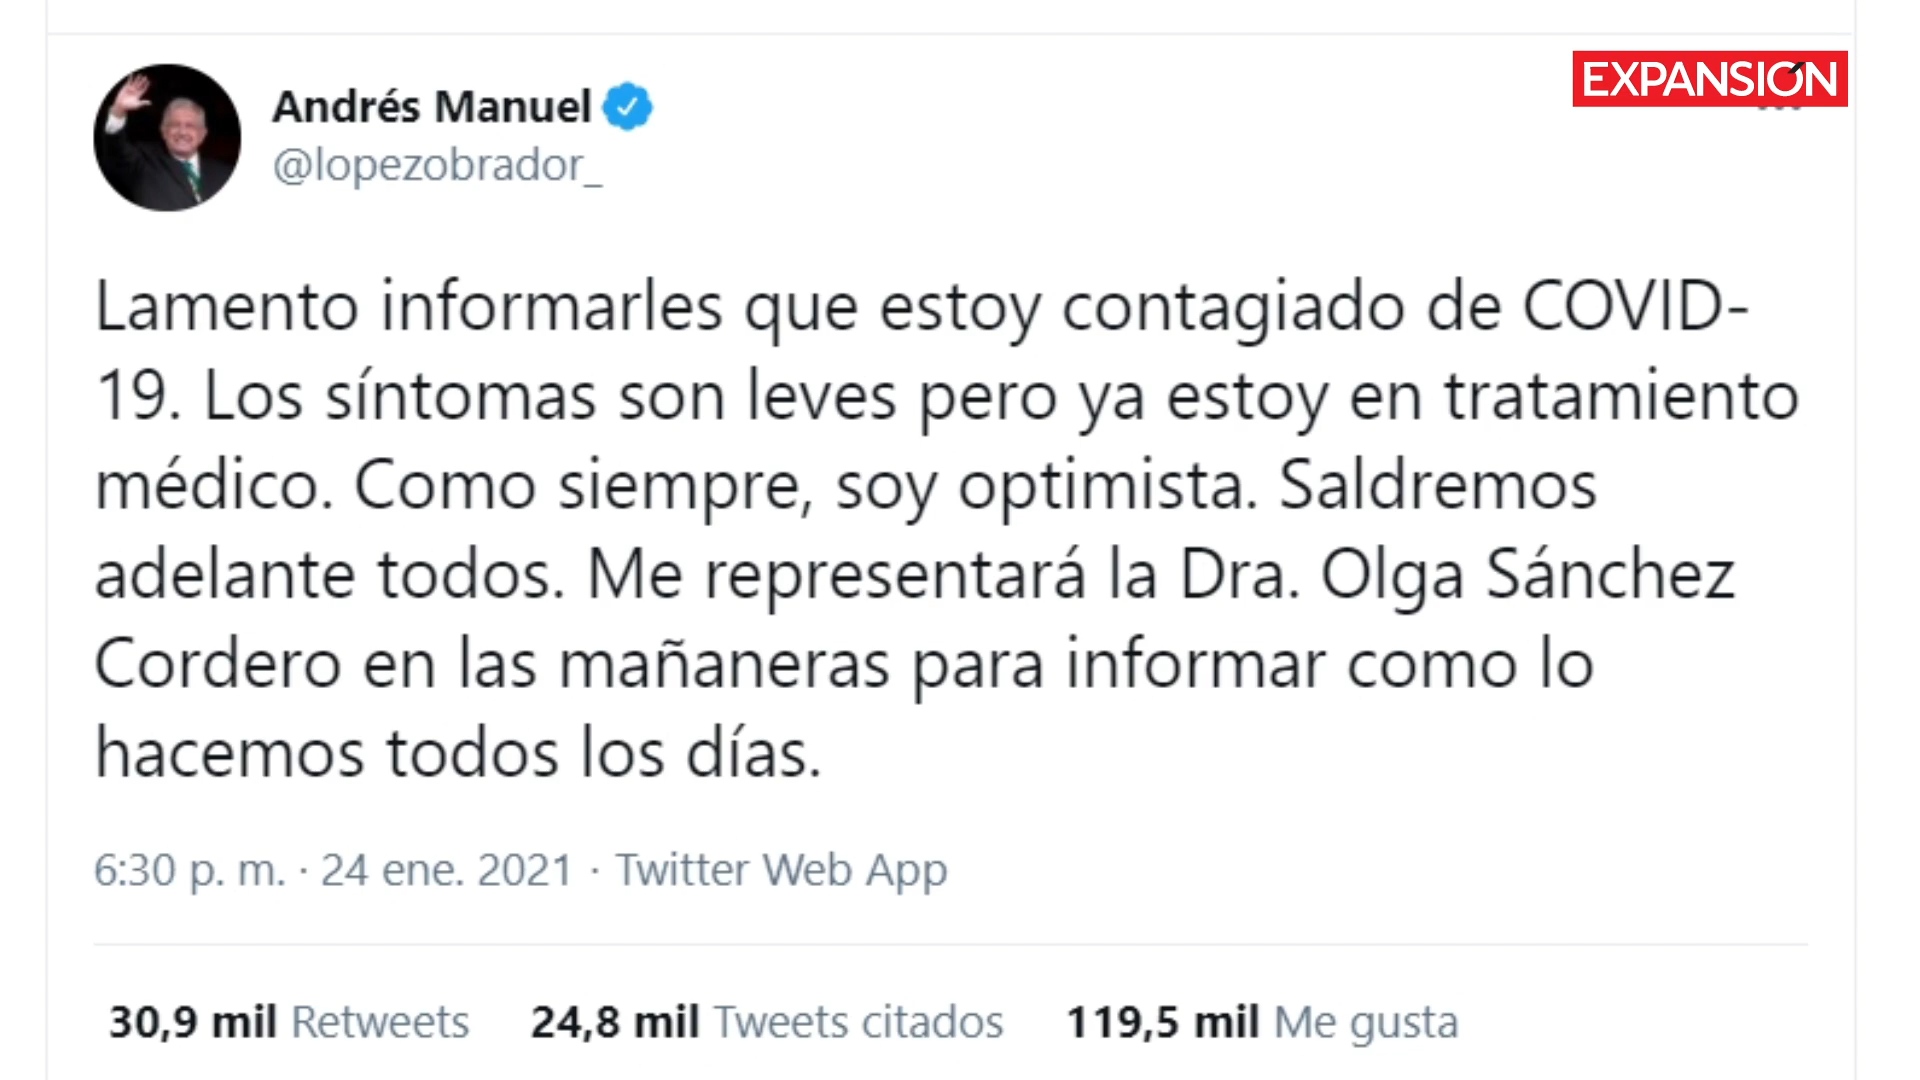 EXPANSIÓN
Andrés Manuel
@lopezobrador_
Lamento informarles que estoy contagiado de COVID-
19. Los síntomas son leves pero ya estoy en tratamiento
médico. Como siempre, soy optimista. Saldremos
adelante todos. Me representará la Dra. Olga Sánchez
Cordero en las mañaneras para informar como lo
hacemos todos los días.
6:30 p. m. · 24 ene. 2021 · Twitter Web App
30,9 mil Retweets 24,8 mil Tweets citados 119,5 mil Me gusta